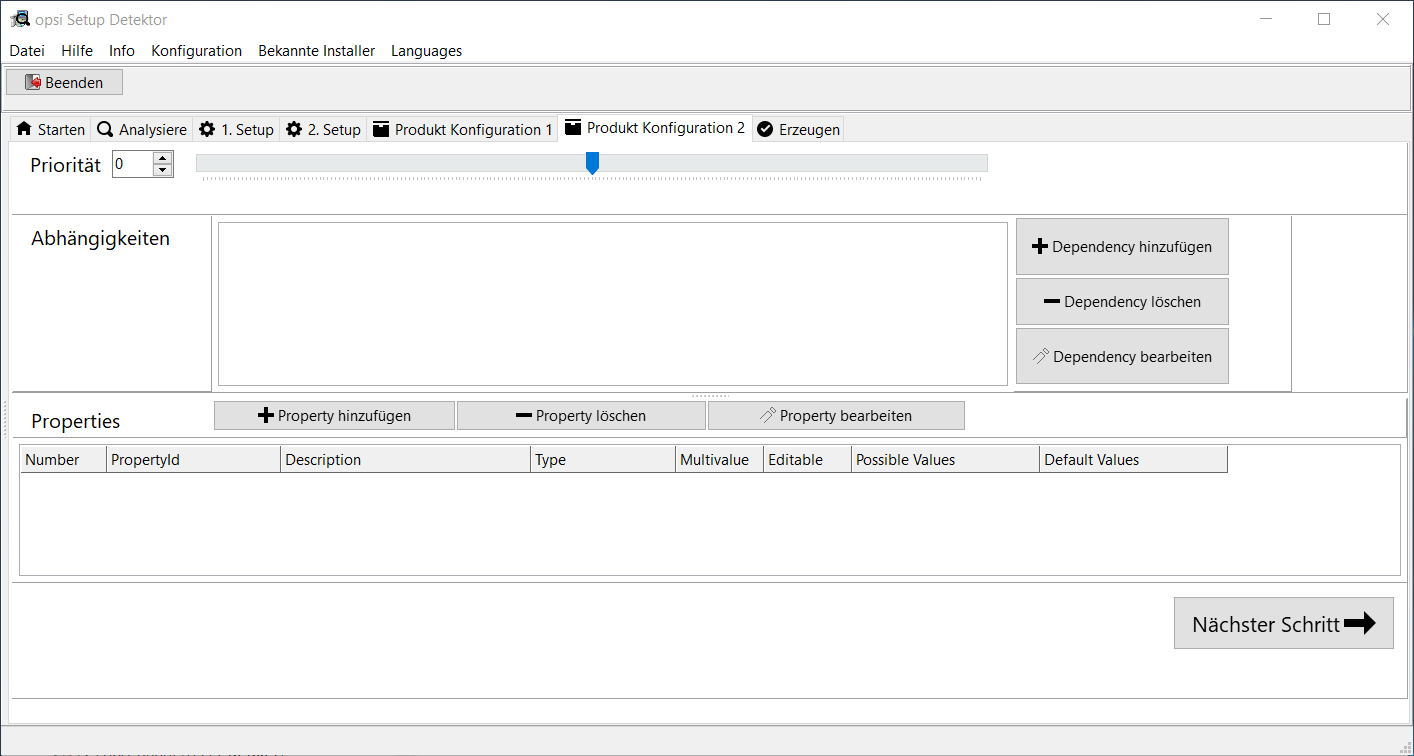 opsi Setup Detektor
Datei Hilfe Info Konfiguration Bekannte Installer Languages
Beenden
Starten Analysiere 1. Setup 2. Setup Produkt Konfiguration 1 Produkt Konfiguration 2 Erzeugen
Priorität 0
Abhängigkeiten
Dependency hinzufügen
Dependency löschen
Dependency bearbeiten
Properties Property hinzufügen Property löschen Property bearbeiten
Number PropertyId Description Type Multivalue Editable Possible Values Default Values
Nächster Schritt